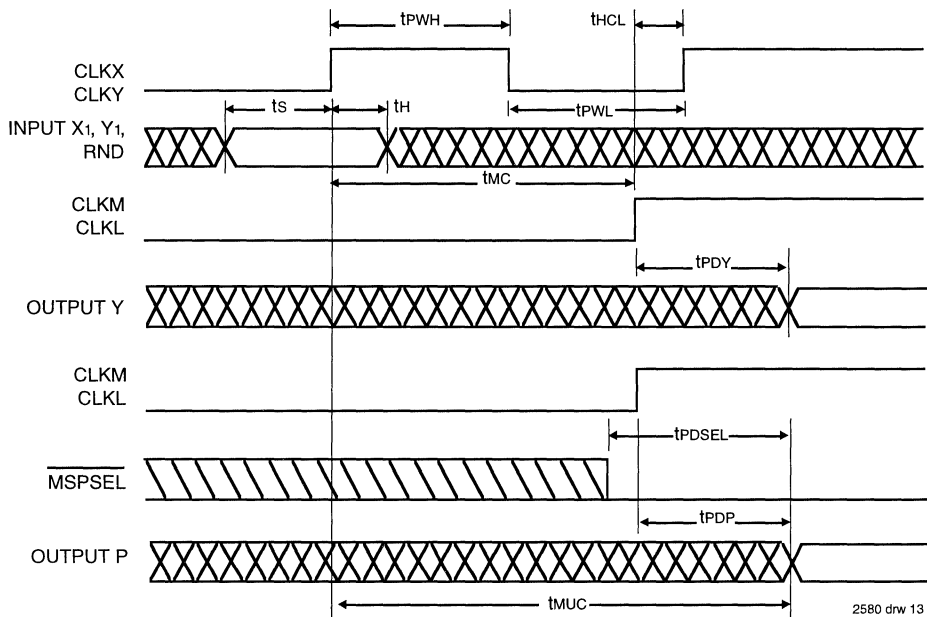 tPWH
tHCL
CLKX
CLKY
tS
tH
tPWL
INPUT X1, Y1,
RND
tMC
CLKM
CLKL
tPDY
OUTPUT Y
CLKM
CLKL
tPDSEL
MSPSEL
tPDP
OUTPUT P
tMUC
2580 drw 13